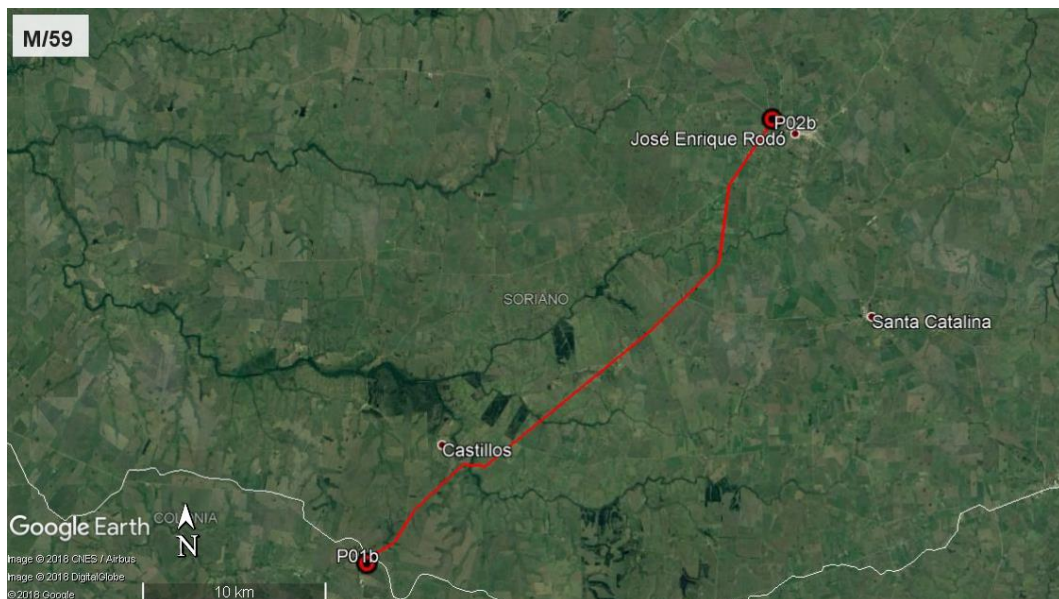 M/59
P02b
José Enrique Rodó
SORIANO
Santa Catalina
Castillos
COLONIA
Google Earth
N
P01b
Image © 2018 CNES / Airbus
Image © 2018 DigitalGlobe
© 2018 Google
10 km